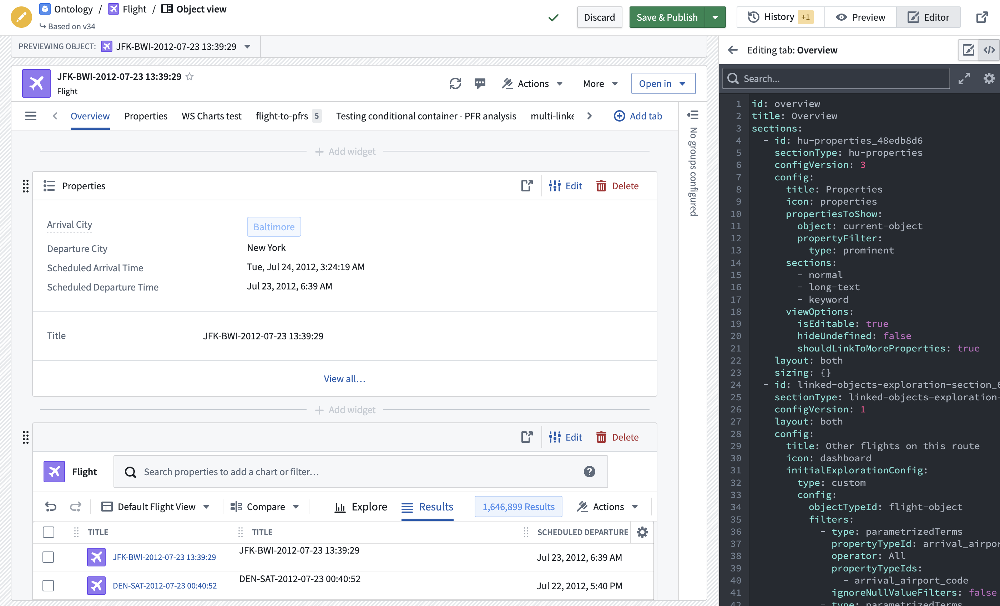 Ontology / Flight / Object view
Based on v34
Discard
Save & Publish
History +1
Preview
Editor
PREVIEWING OBJECT: JFK-BWI-2012-07-23 13:39:29
JFK-BWI-2012-07-23 13:39:29
Flight
Actions
More
Open in
Overview
Properties
WS Charts test
flight-to-pfrs 5
Testing conditional container - PFR analysis
multi-linke
Add tab
No groups configured
Add widget
Properties
Edit
Delete
Arrival City
Baltimore
Departure City
New York
Scheduled Arrival Time
Tue, Jul 24, 2012, 3:24:19 AM
Scheduled Departure Time
Jul 23, 2012, 6:39 AM
Title
JFK-BWI-2012-07-23 13:39:29
View all...
Add widget
Edit
Delete
Flight
Search properties to add a chart or filter...
Default Flight View
Compare
Explore
Results
1,646,899 Results
Actions
TITLE
TITLE
SCHEDULED DEPARTURE
JFK-BWI-2012-07-23 13:39:29
JFK-BWI-2012-07-23 13:39:29
Jul 23, 2012, 6:39 AM
DEN-SAT-2012-07-23 00:40:52
DEN-SAT-2012-07-23 00:40:52
Jul 22, 2012, 5:40 PM
Editing tab: Overview
</>
Search...
1 id: overview
2 title: Overview
3 sections:
4 - id: hu-properties_48edb8d6
5 sectionType: hu-properties
6 configVersion: 3
7 config:
8 title: Properties
9 icon: properties
10 propertiesToShow:
11 object: current-object
12 propertyFilter:
13 type: prominent
14 sections:
15 - normal
16 - long-text
17 - keyword
18 viewOptions:
19 isEditable: true
20 hideUndefined: false
21 shouldLinkToMoreProperties: true
22 layout: both
23 sizing: {}
24 - id: linked-objects-exploration-section_6
25 sectionType: linked-objects-exploration-
26 configVersion: 1
27 layout: both
28 config:
29 title: Other flights on this route
30 icon: dashboard
31 initialExplorationConfig:
32 type: custom
33 config:
34 objectTypeId: flight-object
35 filters:
36 - type: parametrizedTerms
37 propertyTypeId: arrival_airpor
38 operator: All
39 propertyTypeIds:
40 - arrival_airport_code
41 ignoreNullValueFilters: false
42 - type: parametrizedTerms